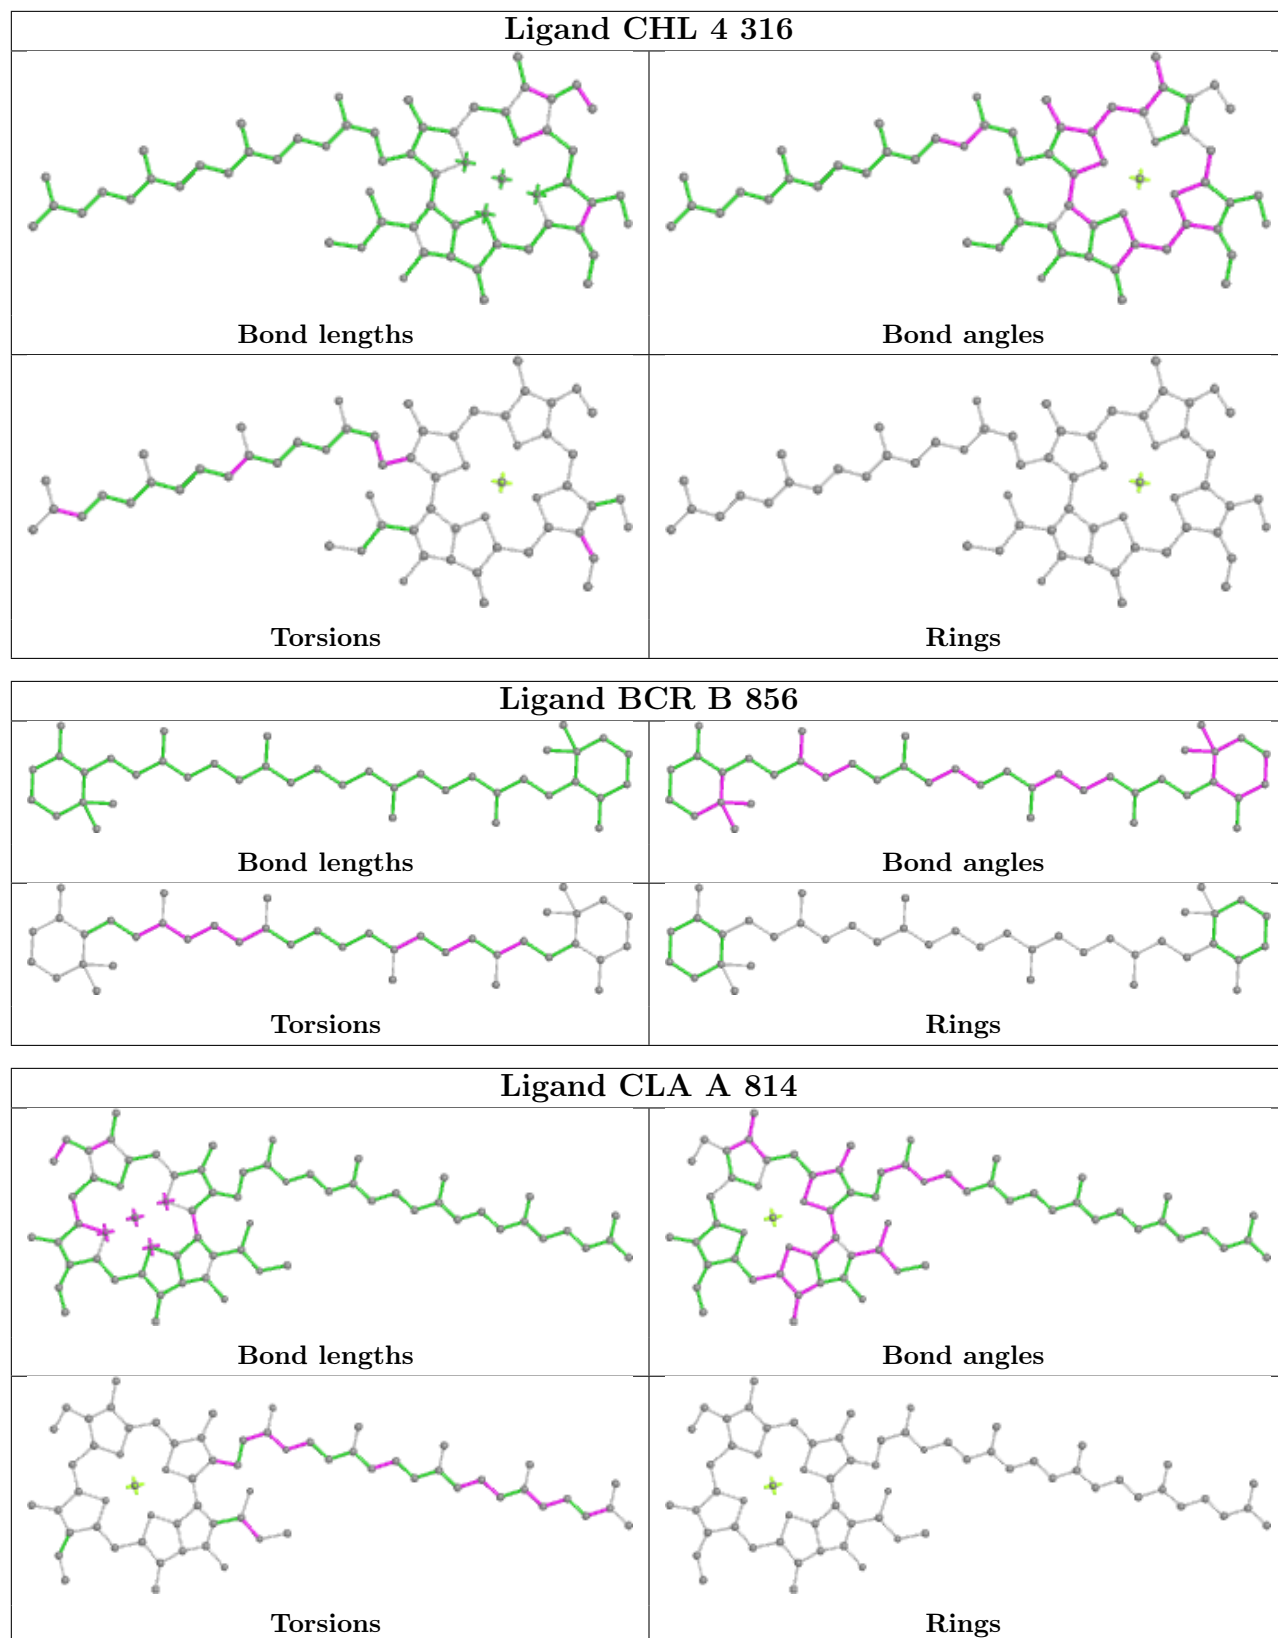 Ligand CHL 4 316
Bond lengths
Bond angles
Torsions
Rings
Ligand BCR B 856
Bond lengths
Bond angles
Torsions
Rings
Ligand CLA A 814
Bond lengths
Bond angles
Torsions
Rings